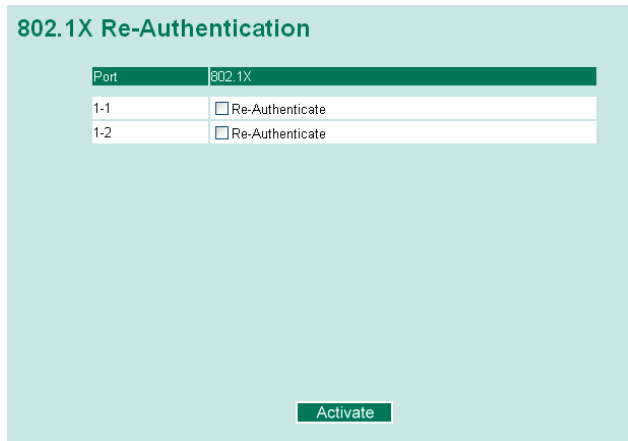 802.1X Re-Authentication
Port 802.1X
1-1 Re-Authenticate
1-2 Re-Authenticate
Activate